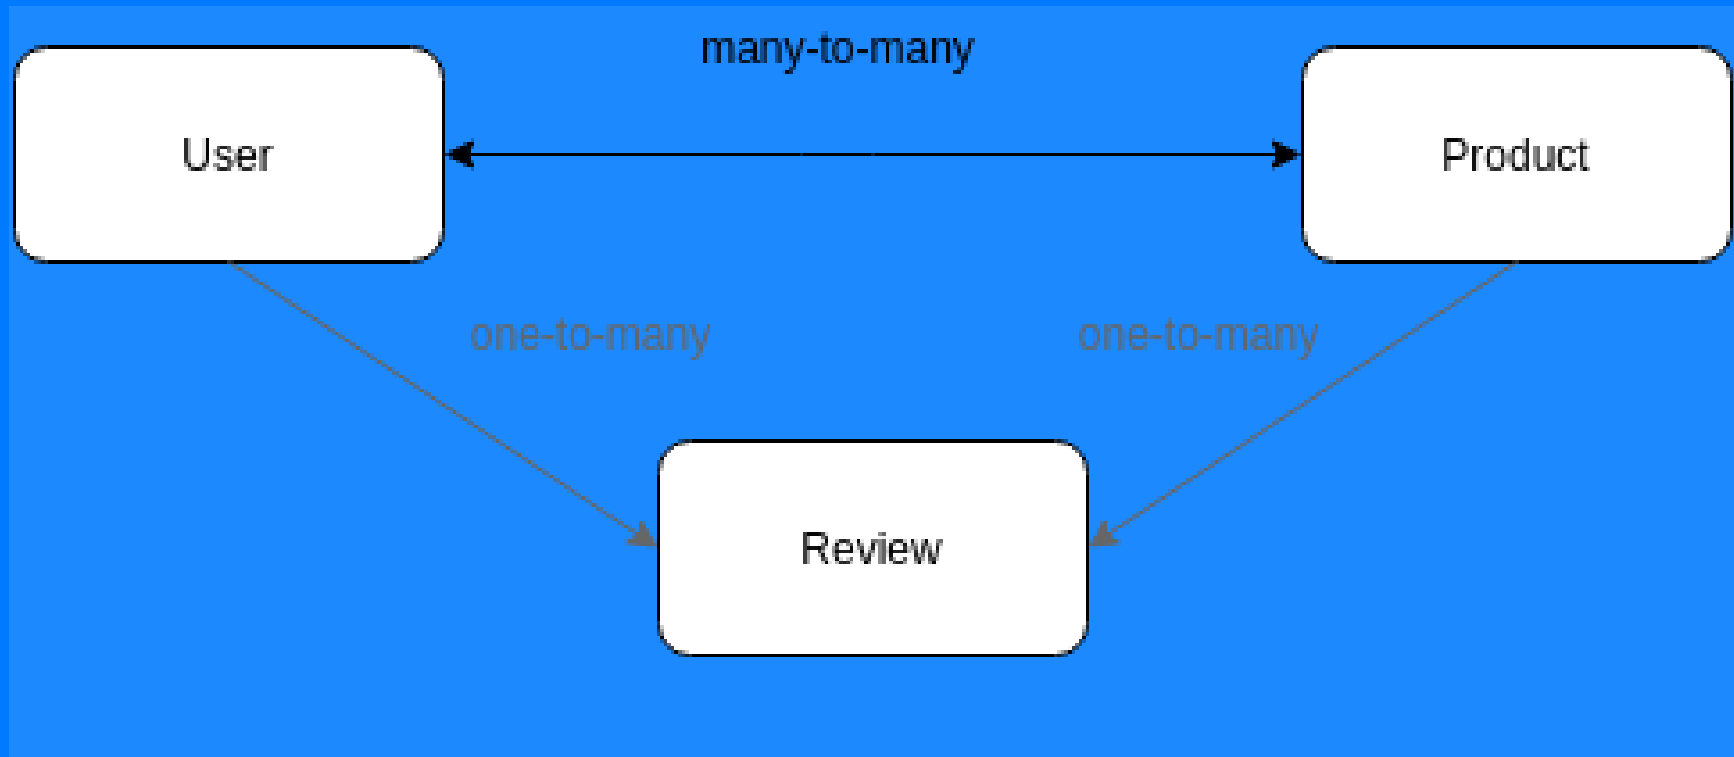 many-to-many
User
Product
one-to-many
one-to-many
Review